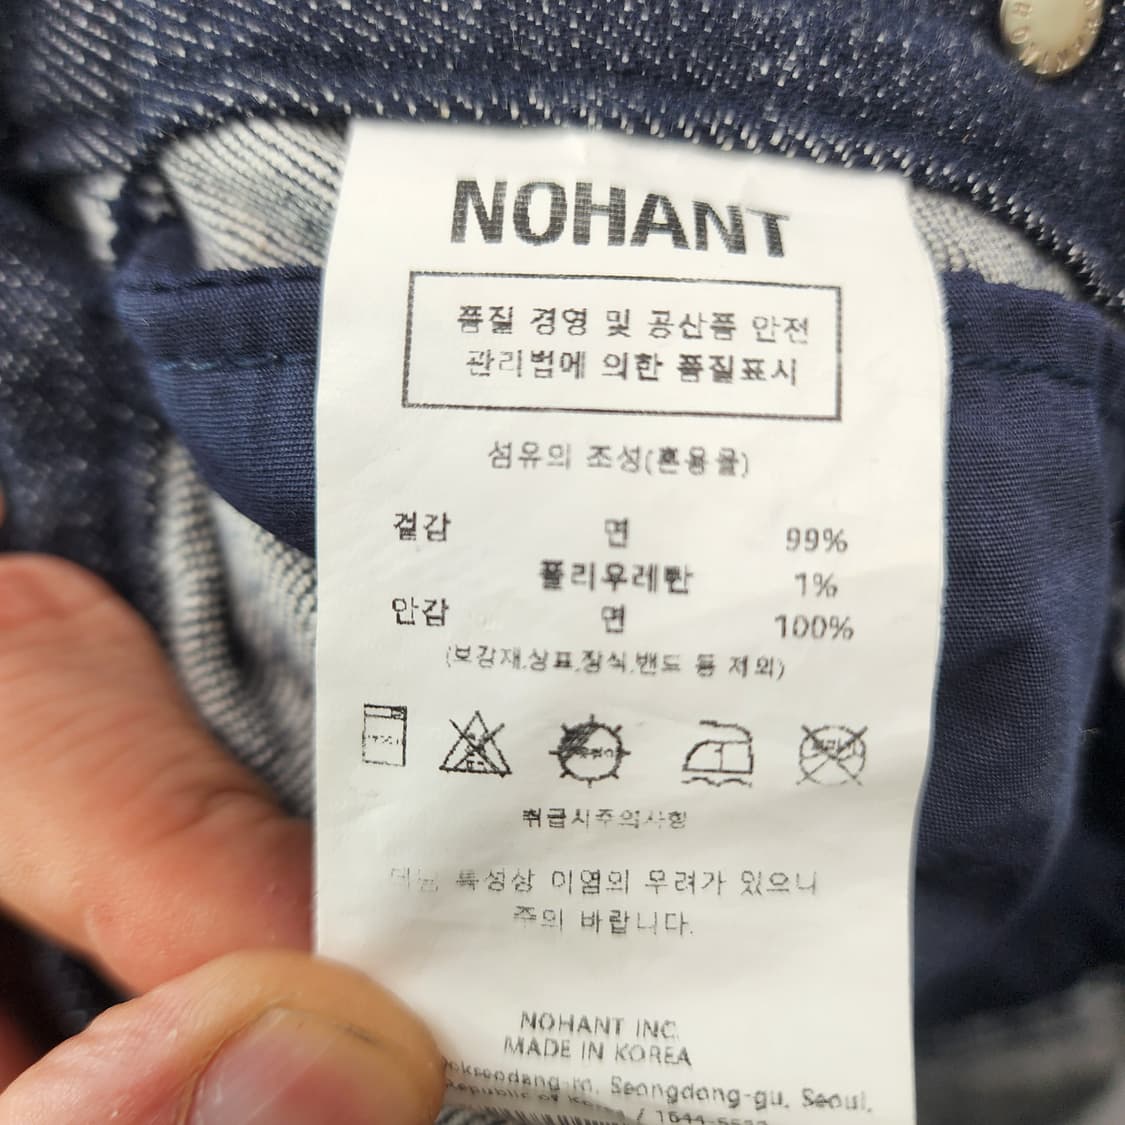 NOHANT
품질 경영 및 공산품 안전
관리법에 의한 품질표시
섬유의 조성(혼용율)
겉감 면 99%
폴리우레탄 1%
안감 면 100%
(보강재,상표,장식,밴드 등 제외)
취급시주의사항
특성상 이염의 우려가 있으니
주의 바랍니다.
NOHANT INC.
MADE IN KOREA
Seongdong-gu, Seoul,
Republic of